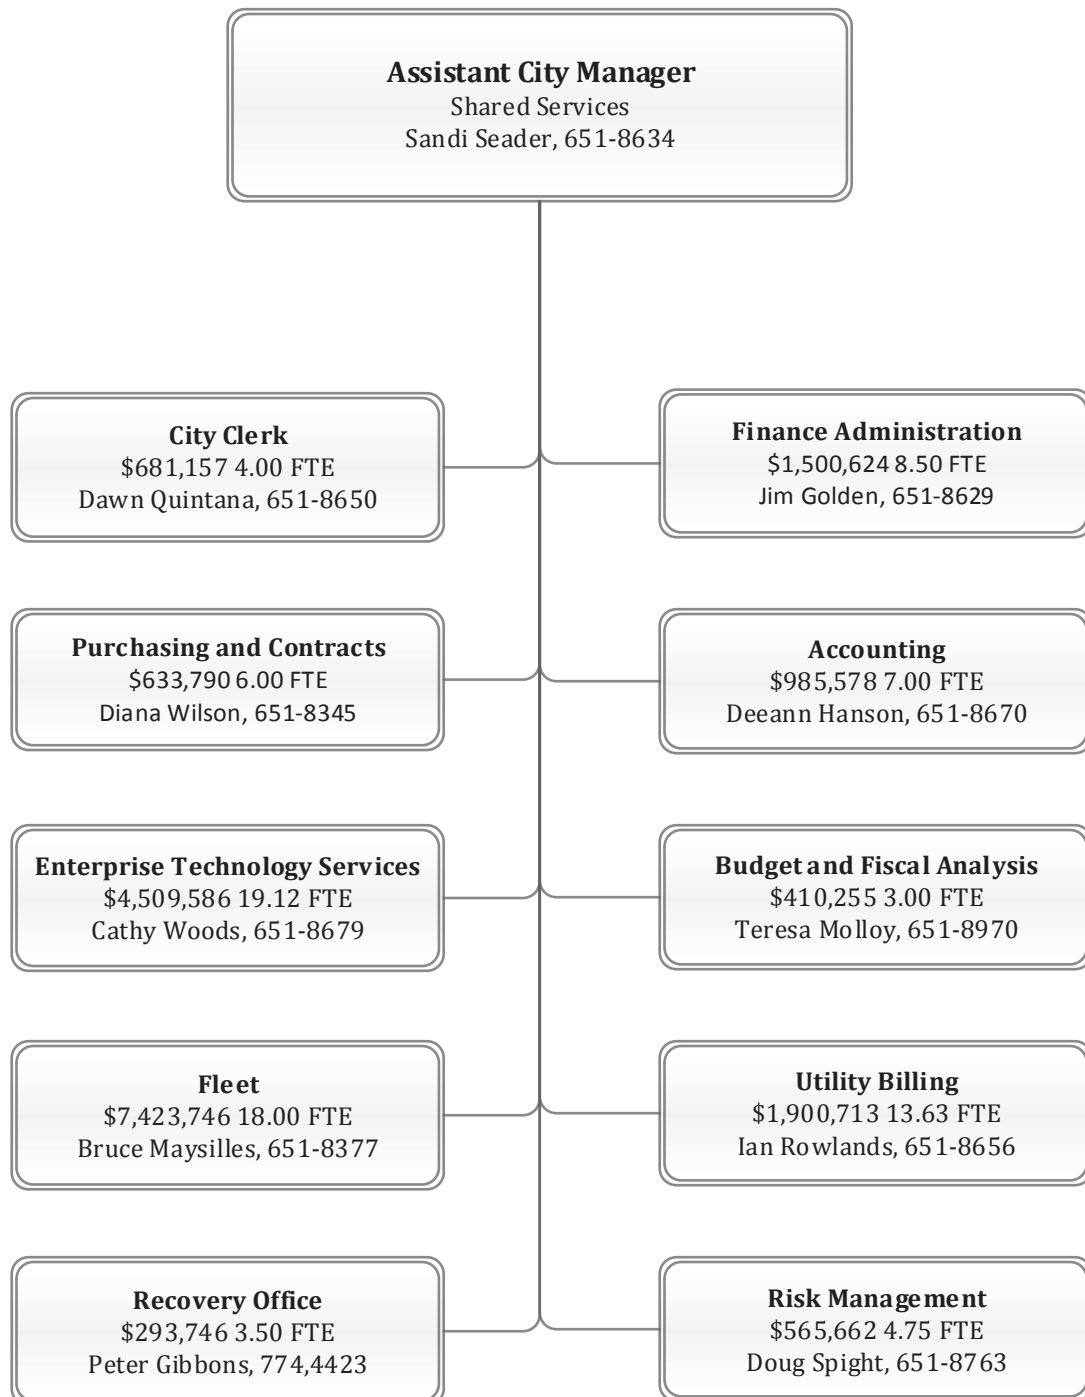 Assistant City Manager
Shared Services
Sandi Seader, 651-8634
City Clerk
$681,157 4.00 FTE
Dawn Quintana, 651-8650
Finance Administration
$1,500,624 8.50 FTE
Jim Golden, 651-8629
Purchasing and Contracts
$633,790 6.00 FTE
Diana Wilson, 651-8345
Accounting
$985,578 7.00 FTE
Deeann Hanson, 651-8670
Enterprise Technology Services
$4,509,586 19.12 FTE
Cathy Woods, 651-8679
Budget and Fiscal Analysis
$410,255 3.00 FTE
Teresa Molloy, 651-8970
Fleet
$7,423,746 18.00 FTE
Bruce Maysilles, 651-8377
Utility Billing
$1,900,713 13.63 FTE
Ian Rowlands, 651-8656
Recovery Office
$293,746 3.50 FTE
Peter Gibbons, 774,4423
Risk Management
$565,662 4.75 FTE
Doug Spight, 651-8763